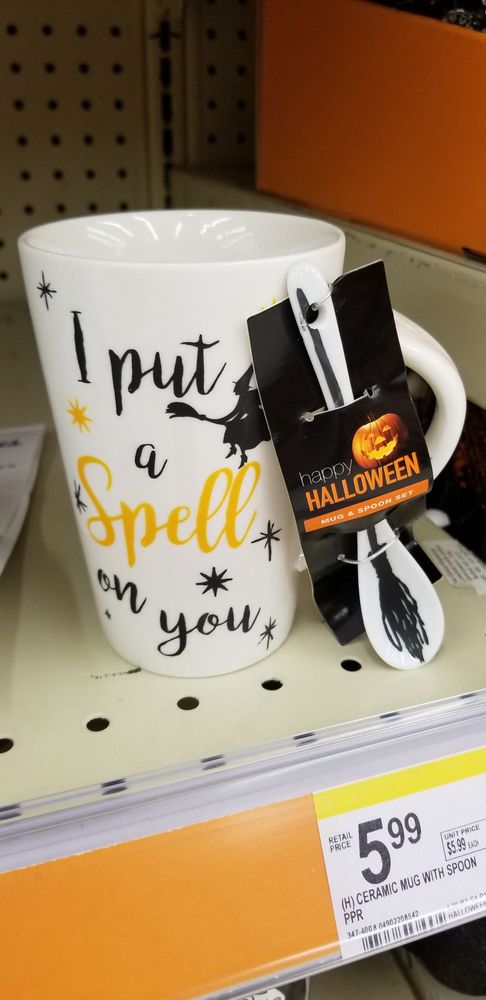 I put
a
Spell
on you
happy
HALLOWEEN
MUG & SPOON SET
RETAIL
PRICE
5 99
UNIT PRICE
$5.99 EACH
(H) CERAMIC MUG WITH SPOON
PPR
HALLOWEEN